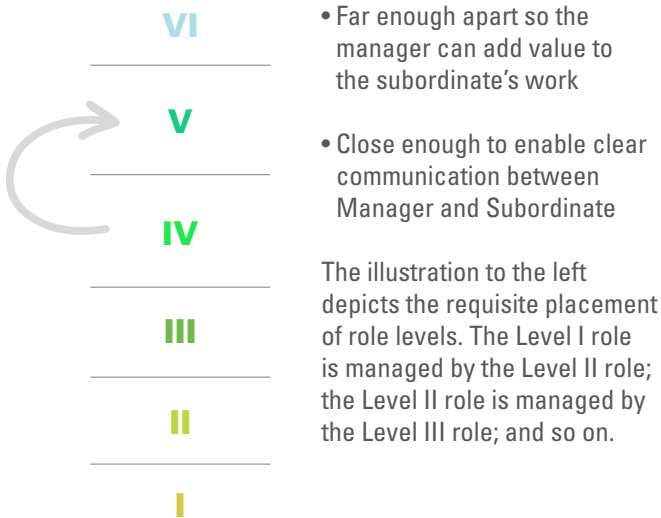 VI
V
IV
III
II
I
• Far enough apart so the
manager can add value to
the subordinate’s work
• Close enough to enable clear
communication between
Manager and Subordinate
The illustration to the left
depicts the requisite placement
of role levels. The Level I role
is managed by the Level II role;
the Level II role is managed by
the Level III role; and so on.